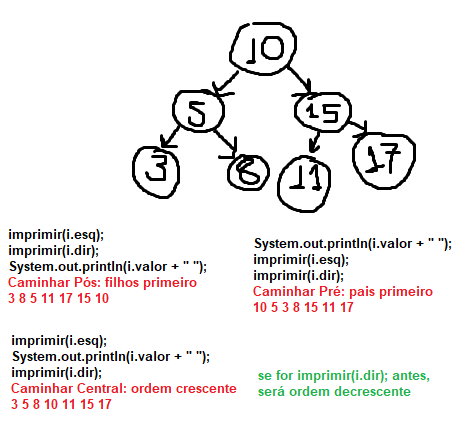 10
5
15
3
8
11
17
imprimir(i.esq);
imprimir(i.dir);
System.out.println(i.valor + " ");
Caminhar Pós: filhos primeiro
3 8 5 11 17 15 10
System.out.println(i.valor + " ");
imprimir(i.esq);
imprimir(i.dir);
Caminhar Pré: pais primeiro
10 5 3 8 15 11 17
imprimir(i.esq);
System.out.println(i.valor + " ");
imprimir(i.dir);
Caminhar Central: ordem crescente
3 5 8 10 11 15 17
se for imprimir(i.dir); antes,
será ordem decrescente